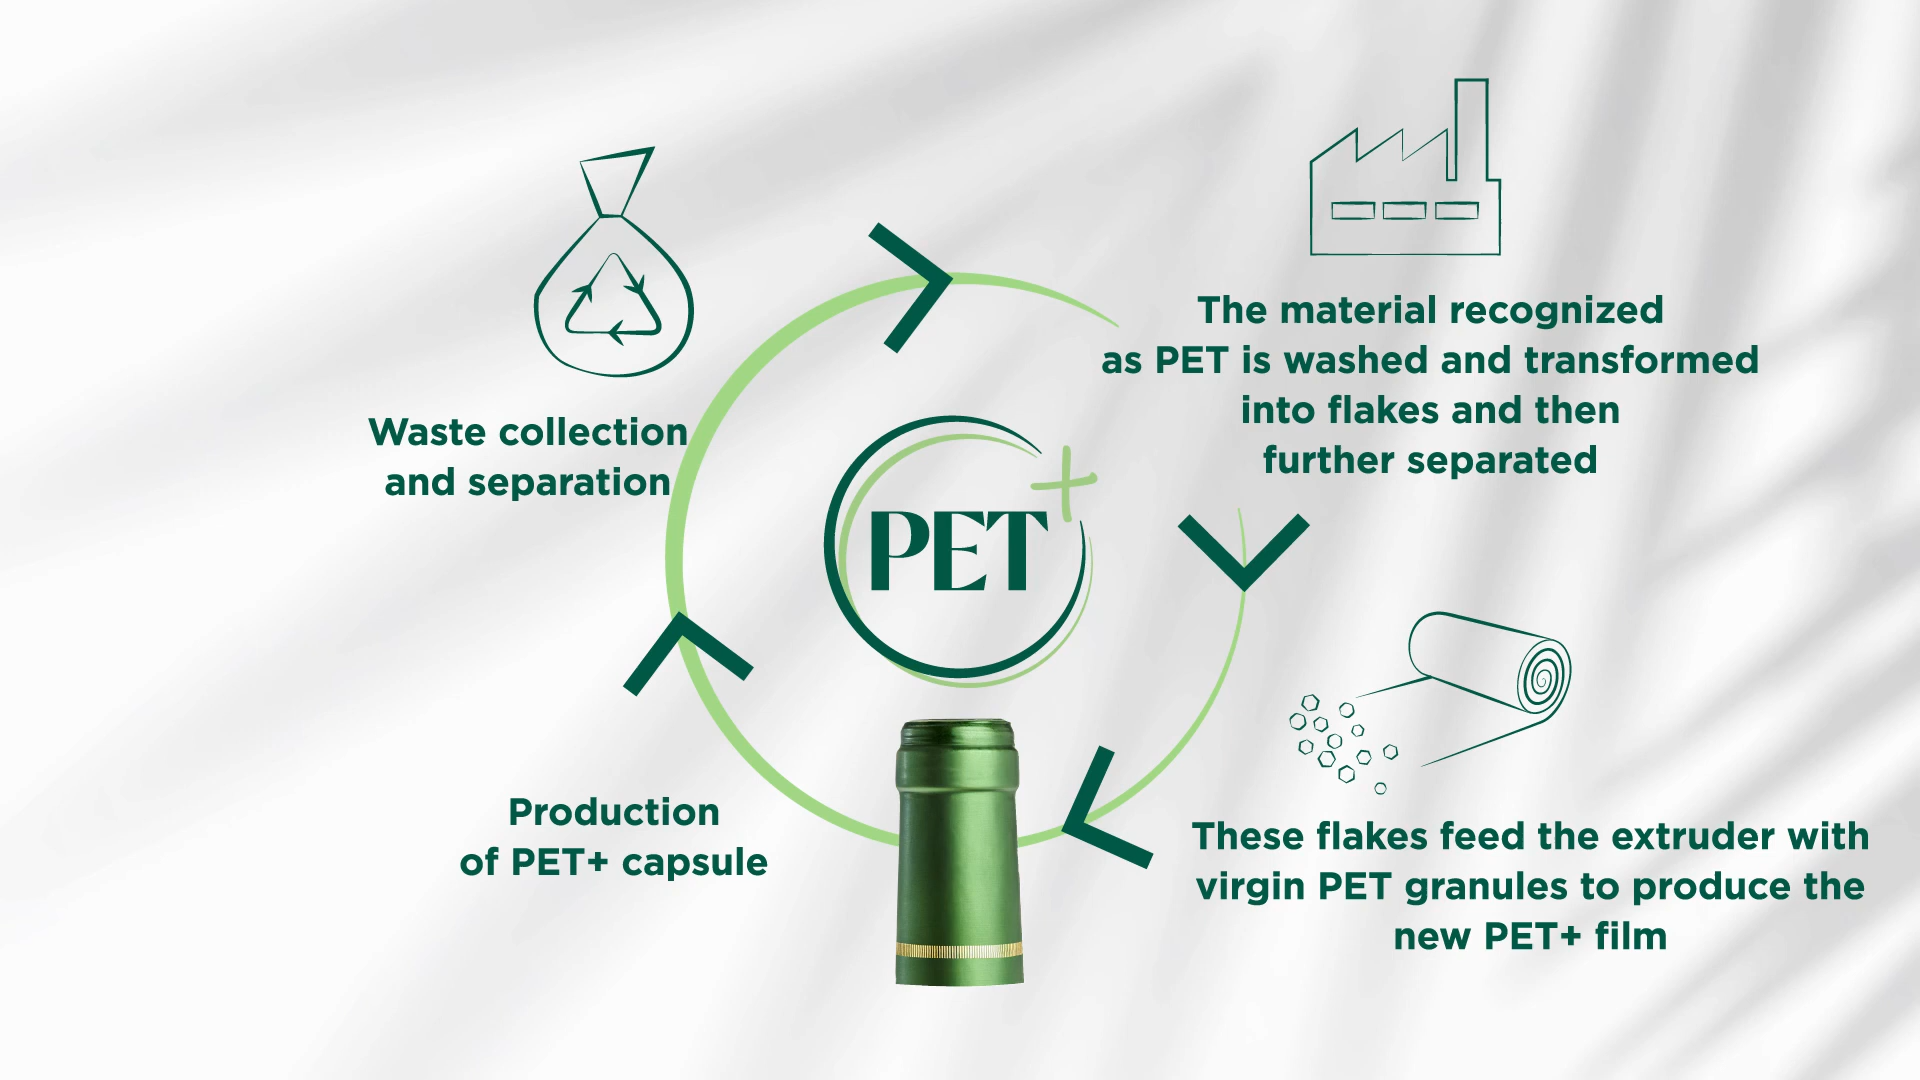 Waste collection
and separation
The material recognized
as PET is washed and transformed
into flakes and then
further separated
PET+
These flakes feed the extruder with
virgin PET granules to produce the
new PET+ film
Production
of PET+ capsule